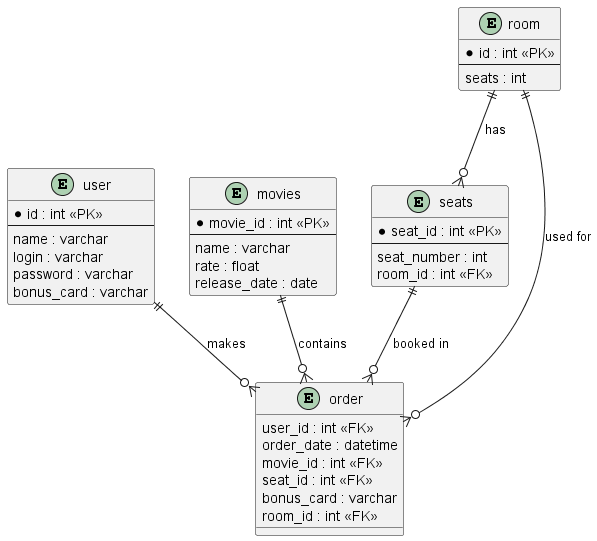 E room
* id : int «PK»
seats : int
has
used for
E user
* id : int «PK»
name : varchar
login : varchar
password : varchar
bonus_card : varchar
E movies
* movie_id : int «PK»
name : varchar
rate : float
release_date : date
E seats
* seat_id : int «PK»
seat_number : int
room_id : int «FK»
makes
contains
booked in
E order
user_id : int «FK»
order_date : datetime
movie_id : int «FK»
seat_id : int «FK»
bonus_card : varchar
room_id : int «FK»